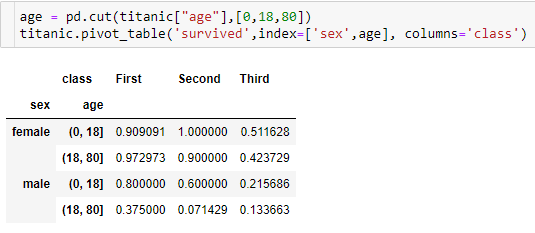 age = pd.cut(titanic["age"],[0,18,80])
titanic.pivot_table('survived',index=['sex',age], columns='class')
class First Second Third
sex age
female (0, 18] 0.909091 1.000000 0.511628
(18, 80] 0.972973 0.900000 0.423729
male (0, 18] 0.800000 0.600000 0.215686
(18, 80] 0.375000 0.071429 0.133663